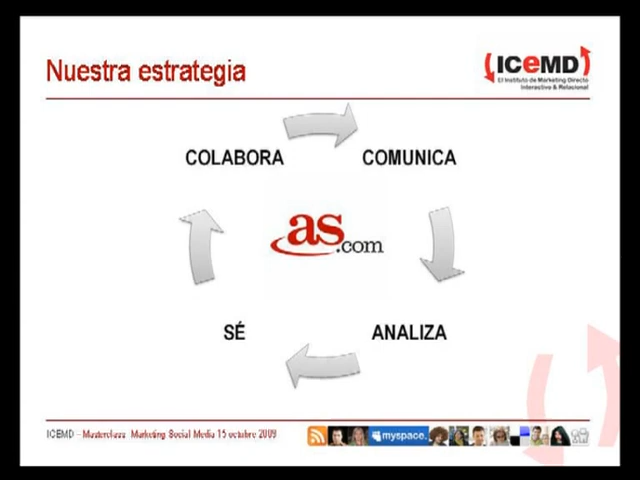 Nuestra estrategia
ICeMD
El Instituto de Marketing Directo
Interactivo & Relacional
COLABORA
COMUNICA
as.com
SÉ
ANALIZA
ICEMD - Masterclass Marketing Social Media 15 octubre 2009
myspace.